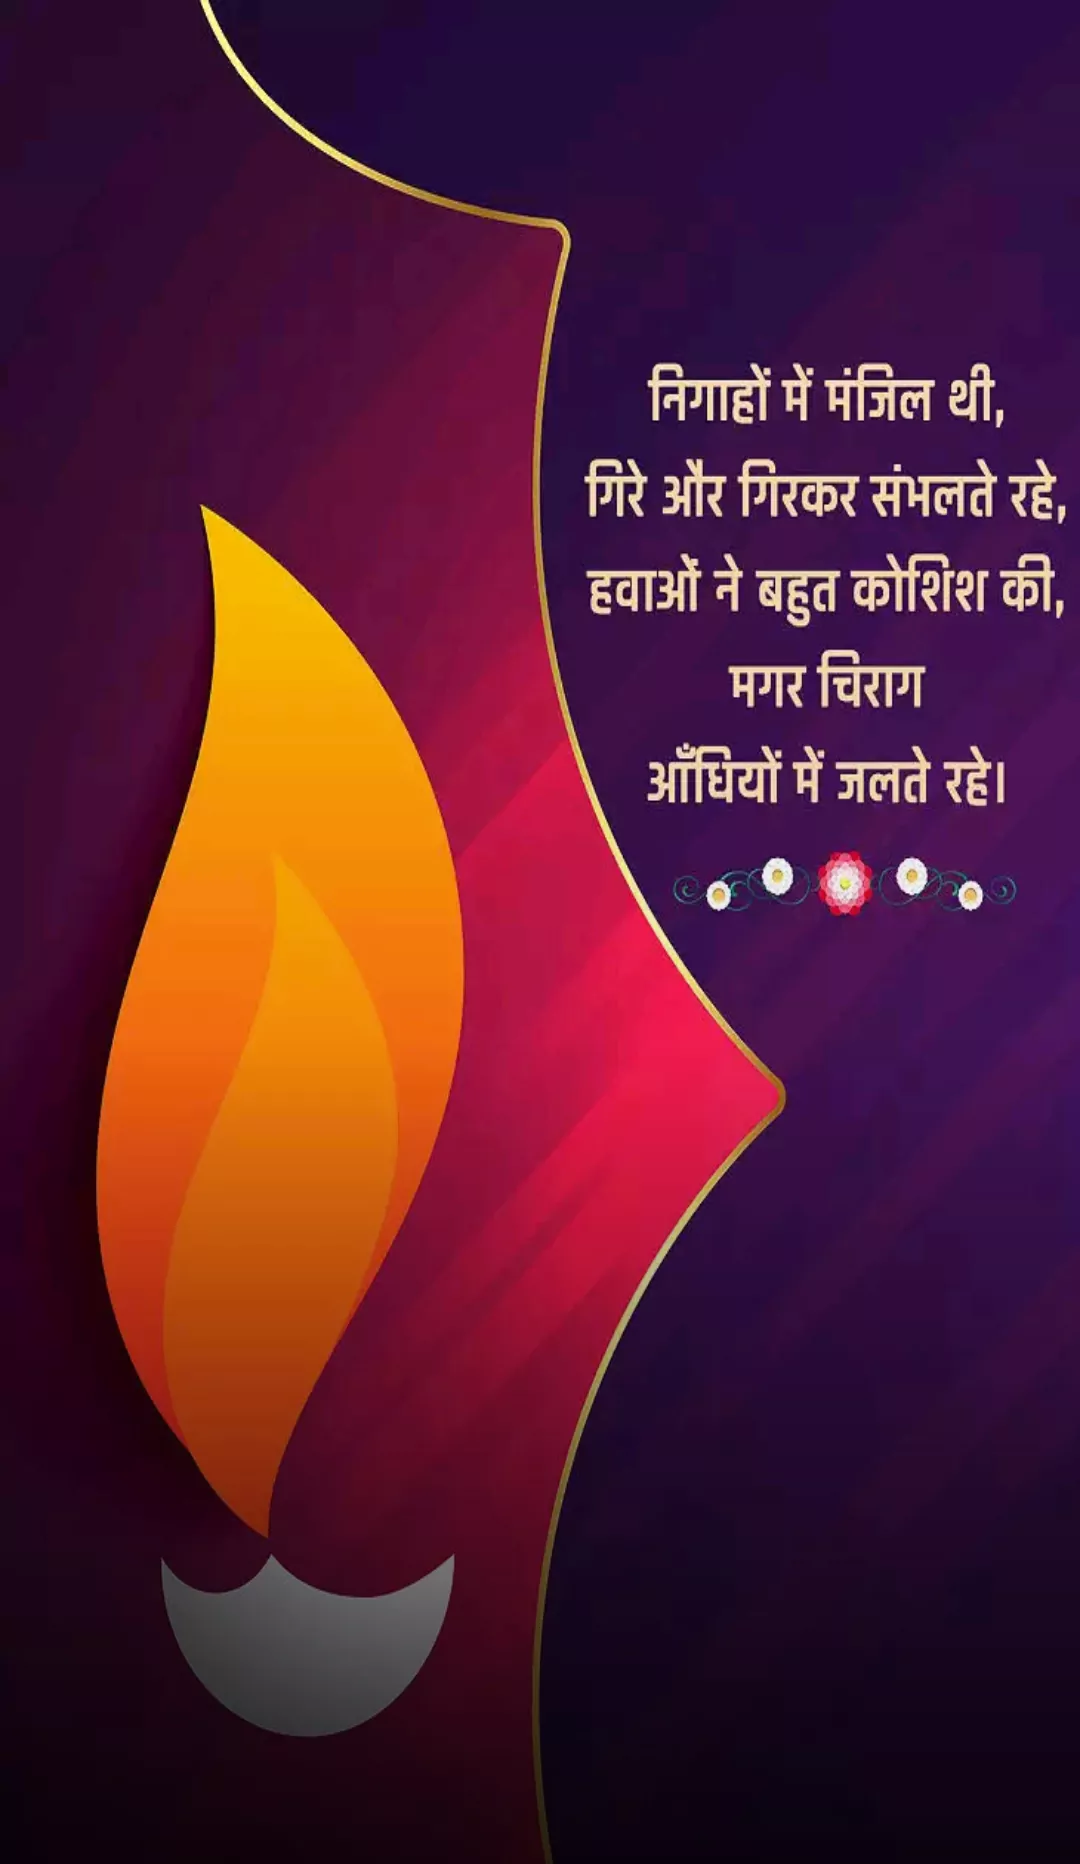 निगाहों में मंजिल थी,
गिरे और गिरकर संभलते रहे,
हवाओं ने बहुत कोशिश की,
मगर चिराग
आँधियों में जलते रहे।